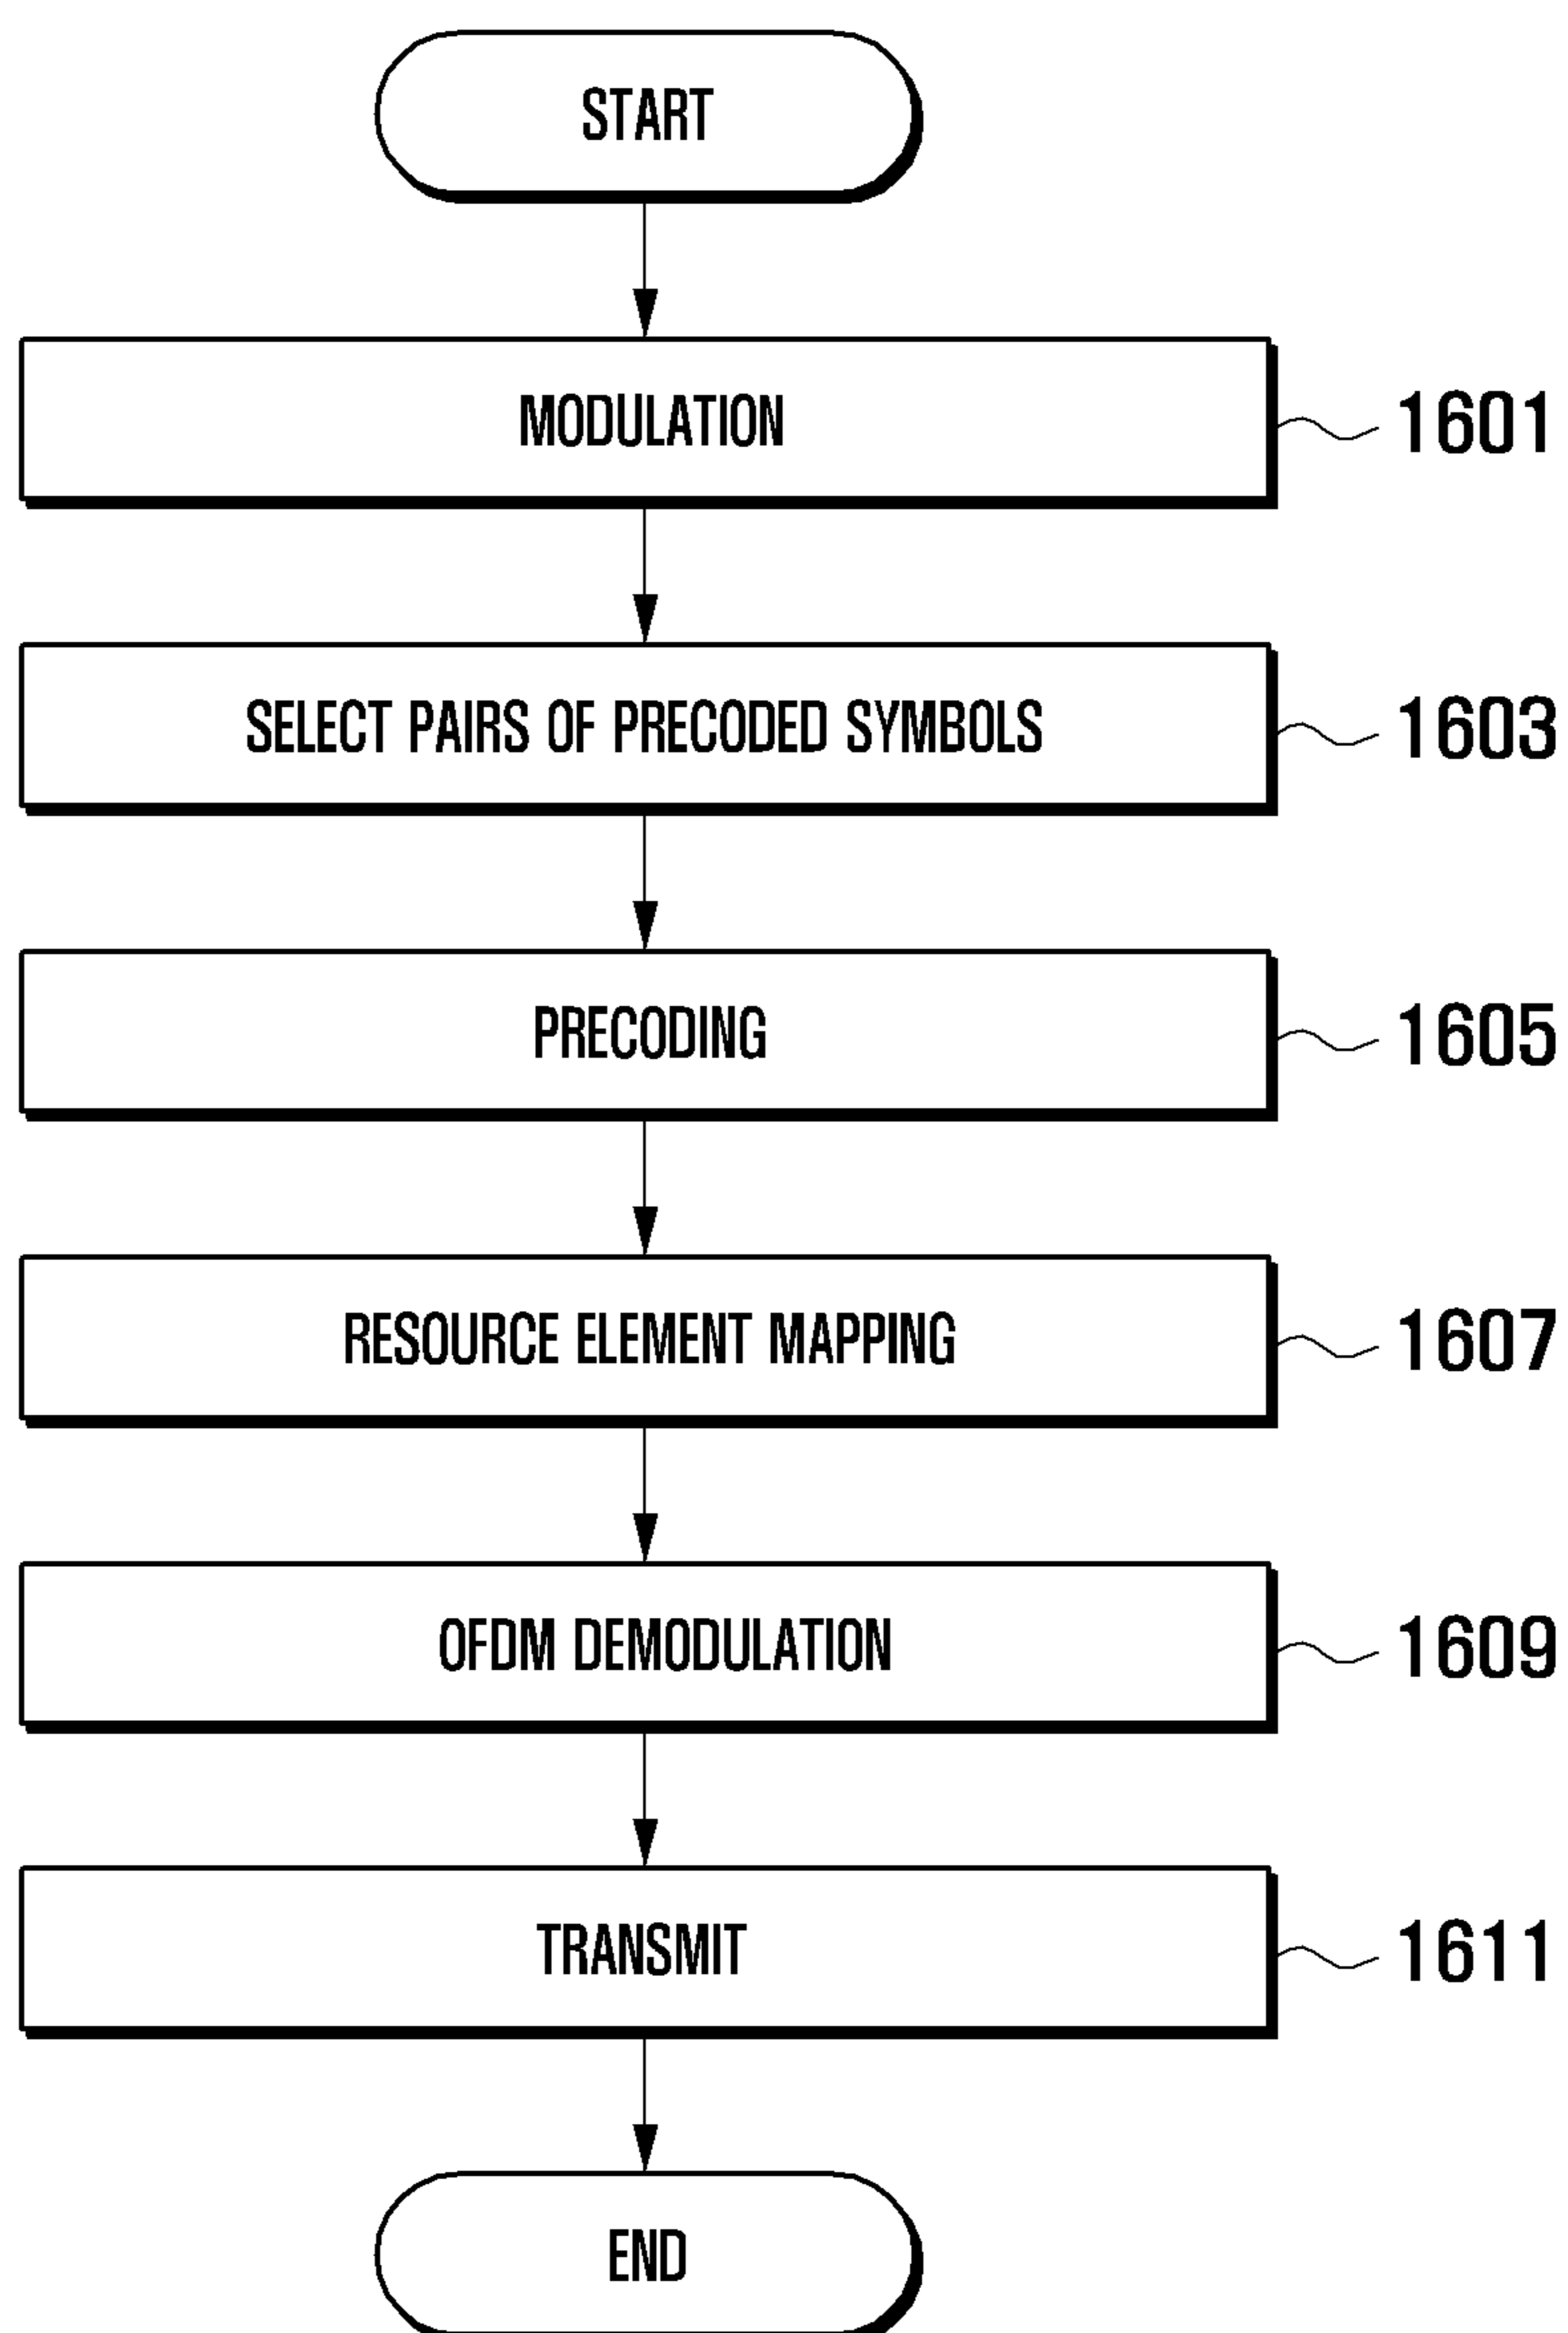 START
MODULATION
1601
SELECT PAIRS OF PRECODED SYMBOLS
1603
PRECODING
1605
RESOURCE ELEMENT MAPPING
1607
OFDM DEMODULATION
1609
TRANSMIT
1611
END